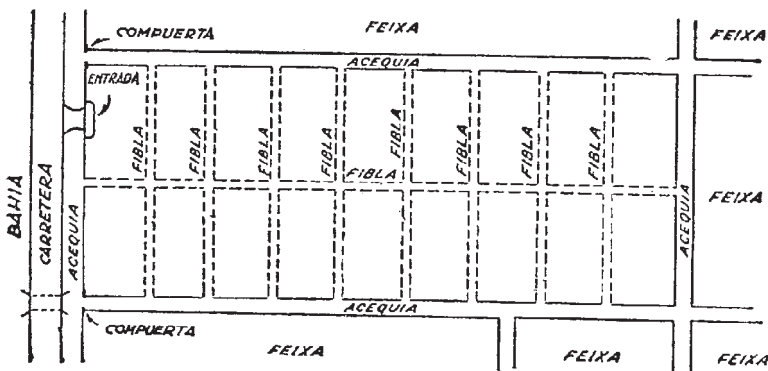 FEIXA
FEIXA
COMPUERTA
ACEQUIA
ENTRADA
FIBLA
FIBLA
FIBLA
FIBLA
FIBLA
FIBLA
FIBLA
FIBLA
FIBLA
BAHIA
CARRETERA
ACEQUIA
ACEQUIA
FEIXA
ACEQUIA
COMPUERTA
FEIXA
FEIXA
FEIXA